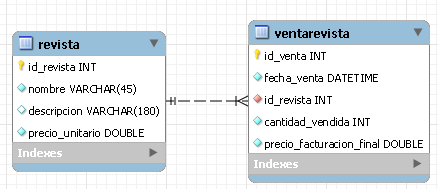 revista
id_revista INT
nombre VARCHAR(45)
descripcion VARCHAR(180)
precio_unitario DOUBLE
Indexes
ventarevista
id_venta INT
fecha_venta DATETIME
id_revista INT
cantidad_vendida INT
precio_facturacion_final DOUBLE
Indexes